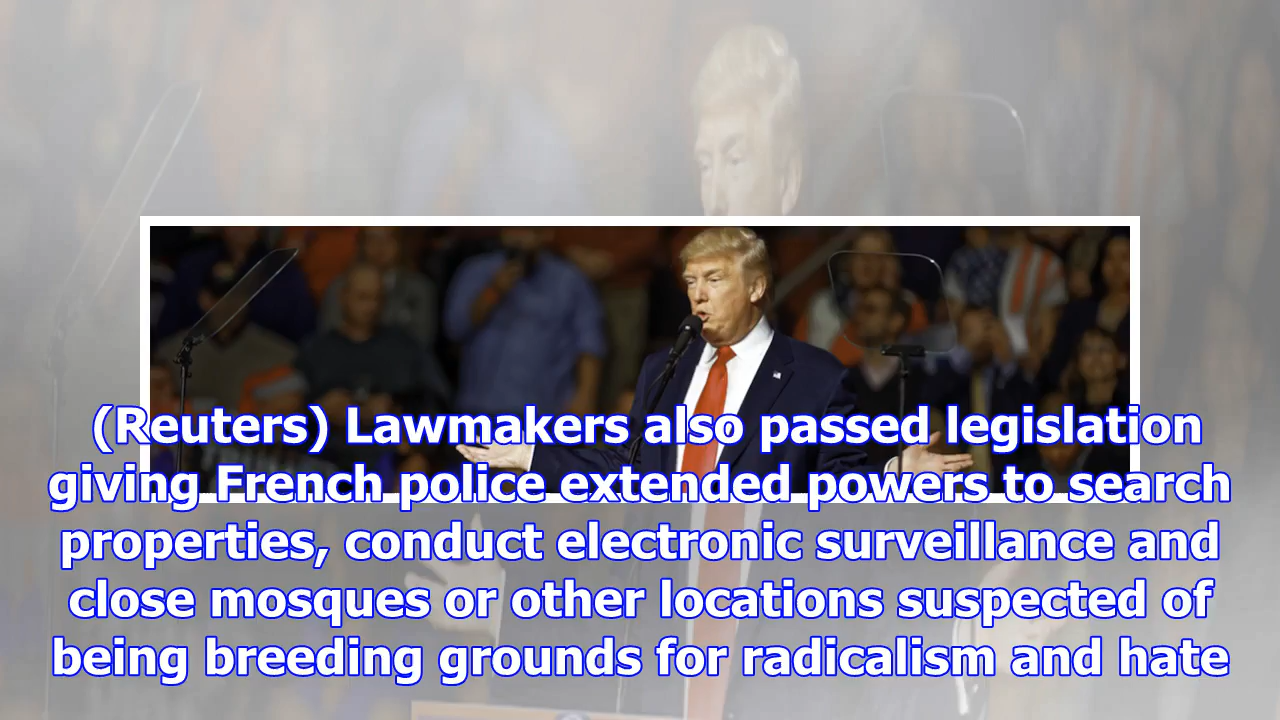 (Reuters) Lawmakers also passed legislation
giving French police extended powers to search
properties, conduct electronic surveillance and
close mosques or other locations suspected of
being breeding grounds for radicalism and hate